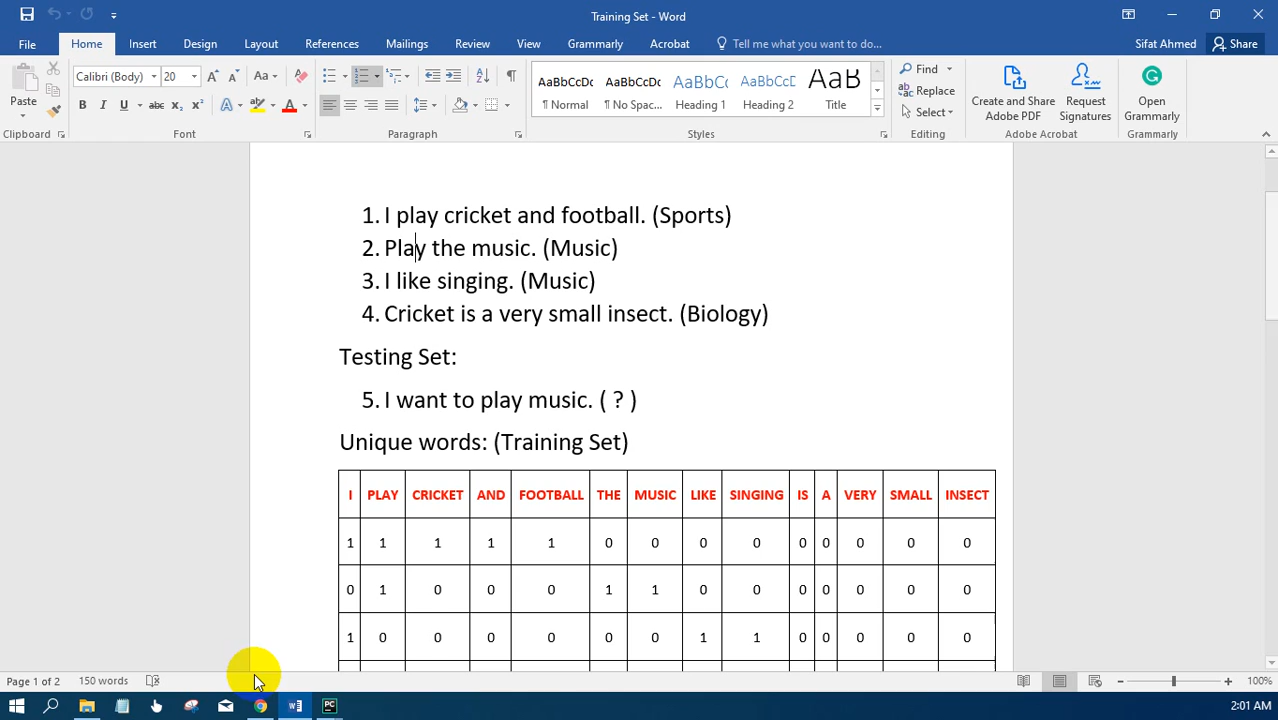 Training Set - Word
File Home Insert Design Layout References Mailings Review View Grammarly Acrobat Tell me what you want to do... Sifat Ahmed Share
Paste
Clipboard
Calibri (Body) 20
Font
Paragraph
AaBbCcDc AaBbCcDc AaBbCcDc AaBbCcD AaB
¶ Normal ¶ No Spac... Heading 1 Heading 2 Title
Styles
Find
Replace
Select
Editing
Create and Share Adobe PDF
Request Signatures
Adobe Acrobat
Open Grammarly
Grammarly
1. I play cricket and football. (Sports)
2. Play the music. (Music)
3. I like singing. (Music)
4. Cricket is a very small insect. (Biology)
Testing Set:
5. I want to play music. ( ? )
Unique words: (Training Set)
I PLAY CRICKET AND FOOTBALL THE MUSIC LIKE SINGING IS A VERY SMALL INSECT
1 1 1 1 1 0 0 0 0 0 0 0 0 0
0 1 0 0 0 1 1 0 0 0 0 0 0 0
1 0 0 0 0 0 0 1 1 0 0 0 0 0
Page 1 of 2 150 words 100%
2:01 AM